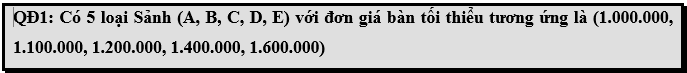 QĐ1: Có 5 loại Sảnh (A, B, C, D, E) với đơn giá bàn tối thiểu tương ứng là (1.000.000,
1.100.000, 1.200.000, 1.400.000, 1.600.000)